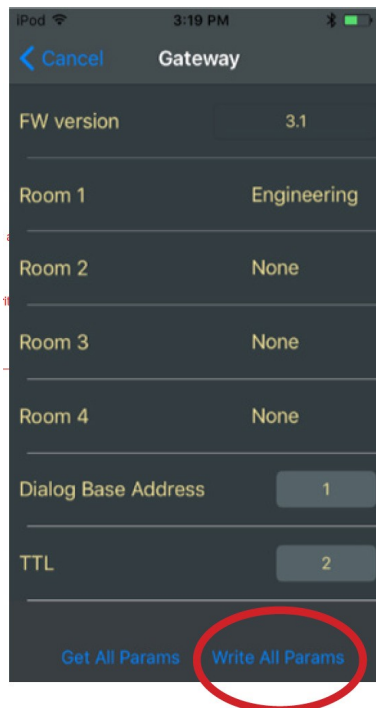 iPod 3:19 PM
Cancel Gateway
FW version 3.1
Room 1 Engineering
Room 2 None
Room 3 None
Room 4 None
Dialog Base Address 1
TTL 2
Get All Params Write All Params